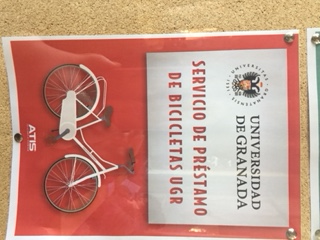 UNIVERSIDAD
DE GRANADA
SERVICIO DE PRÉSTAMO
DE BICICLETAS UGR
ATIS